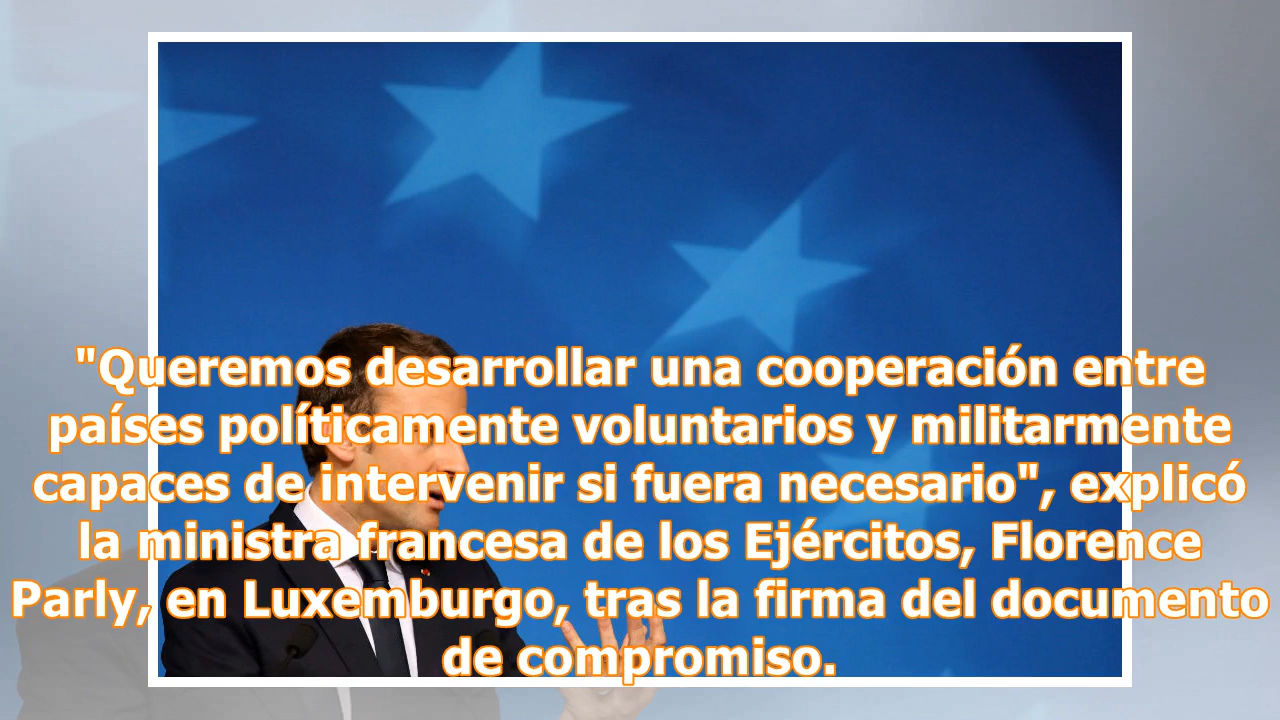 "Queremos desarrollar una cooperación entre
países políticamente voluntarios y militarmente
capaces de intervenir si fuera necesario", explicó
la ministra francesa de los Ejércitos, Florence
Parly, en Luxemburgo, tras la firma del documento
de compromiso.